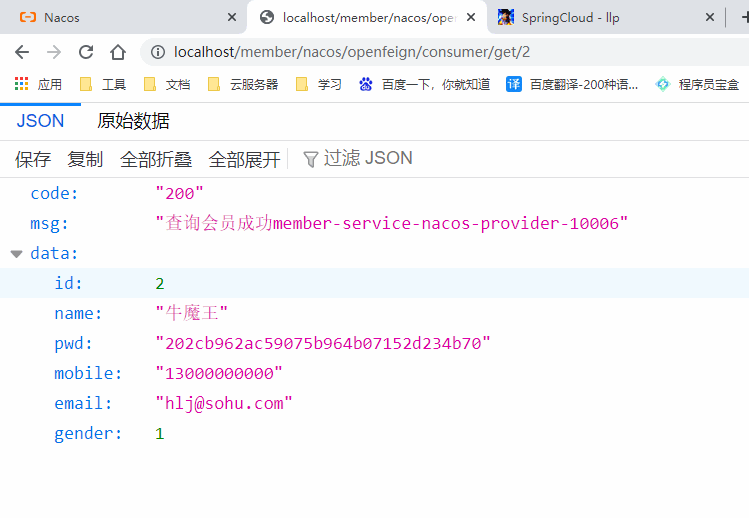 Nacos
localhost/member/nacos/open
SpringCloud - llp
localhost/member/nacos/openfeign/consumer/get/2
应用 工具 文档 云服务器 学习 百度一下，你就知道 译 百度翻译-200种语... 程序员宝盒
JSON 原始数据
保存 复制 全部折叠 全部展开 过滤 JSON
code: "200"
msg: "查询会员成功member-service-nacos-provider-10006"
data:
id: 2
name: "牛魔王"
pwd: "202cb962ac59075b964b07152d234b70"
mobile: "13000000000"
email: "hlj@sohu.com"
gender: 1